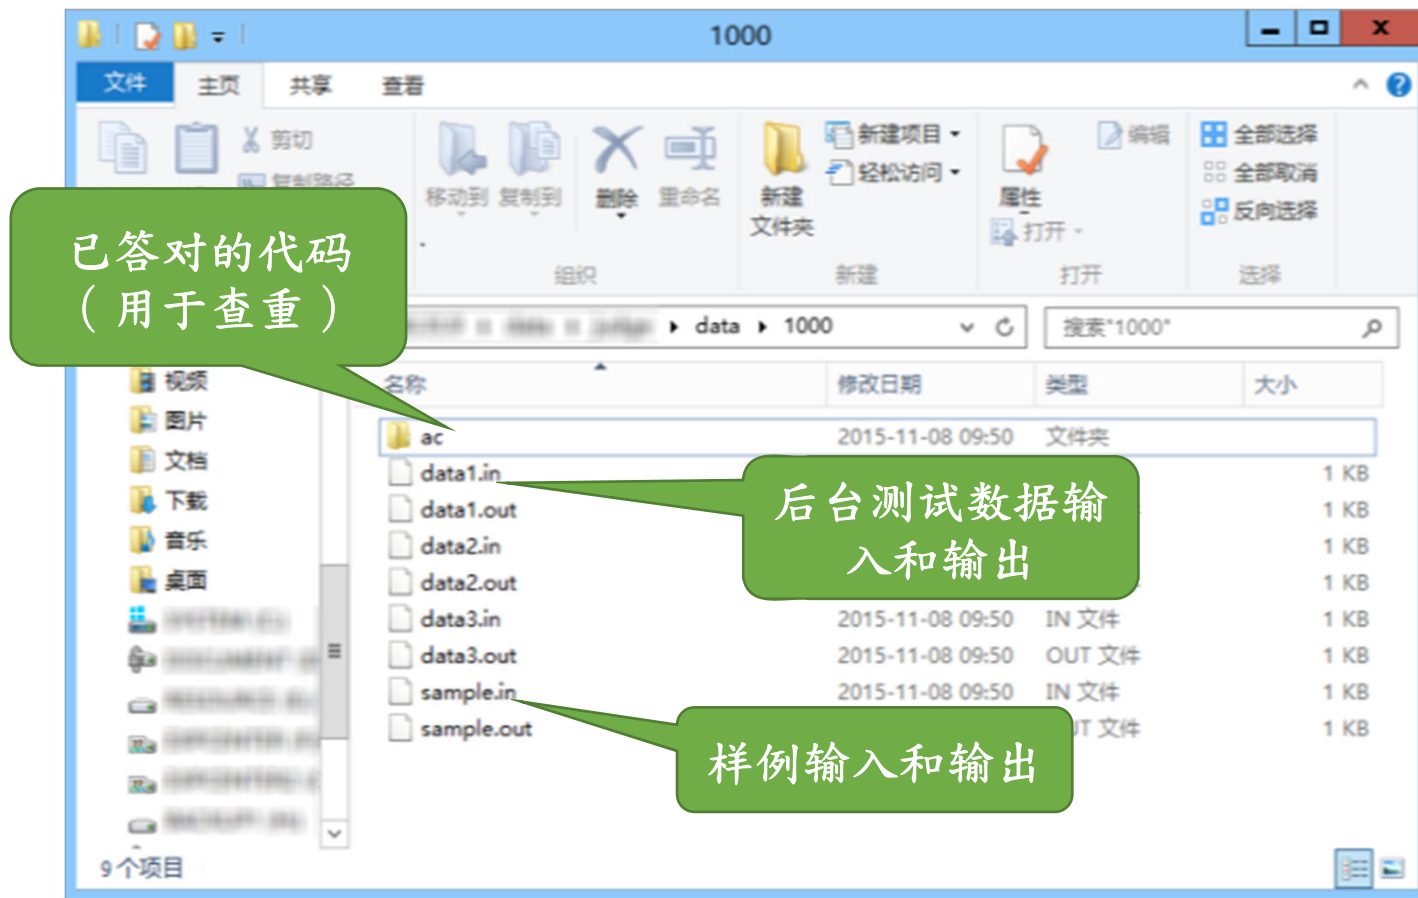 1000
文件 主页 共享 查看
剪切
移动到 复制到 删除 重命名
新建
文件夹
新建项目
轻松访问
属性
打开
编辑
全部选择
全部取消
反向选择
组织 新建 打开 选择
已答对的代码
（用于查重）
data 1000
搜索"1000"
视频
图片
文档
下载
音乐
桌面
名称 修改日期 类型 大小
ac 2015-11-08 09:50 文件夹
data1.in 1 KB
data1.out 1 KB
data2.in 1 KB
data2.out 1 KB
data3.in 2015-11-08 09:50 IN 文件 1 KB
data3.out 2015-11-08 09:50 OUT 文件 1 KB
sample.in 2015-11-08 09:50 IN 文件 1 KB
sample.out 文件 1 KB
后台测试数据输
入和输出
样例输入和输出
9 个项目